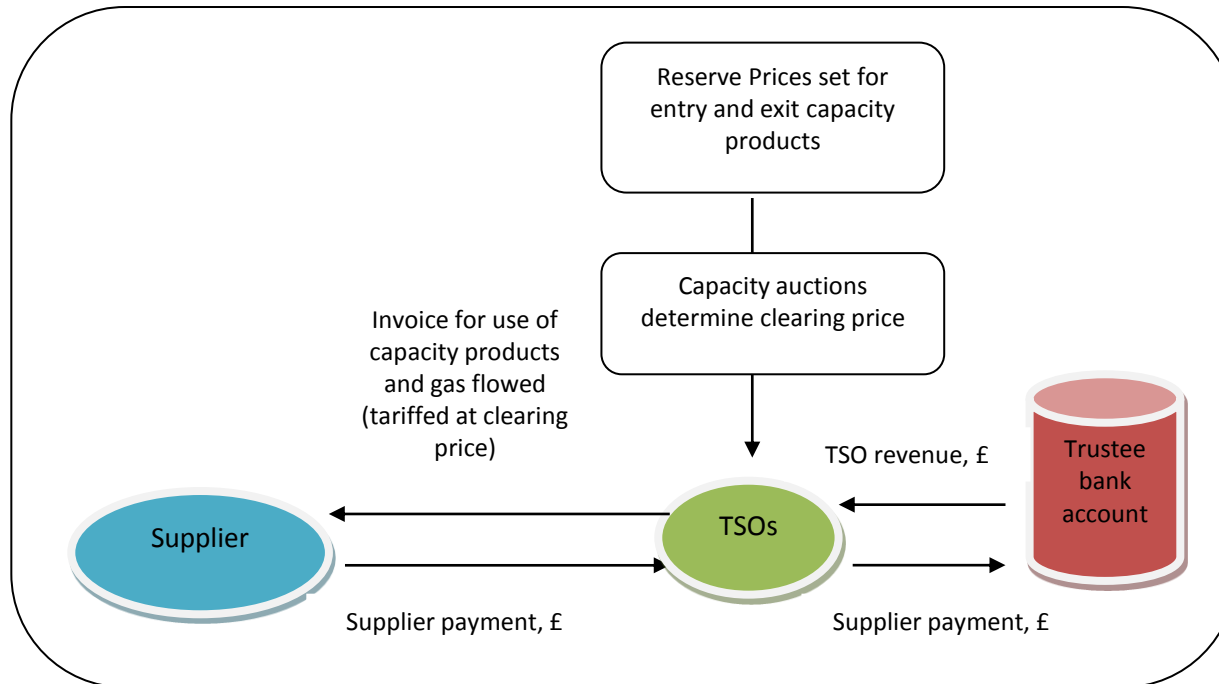 Reserve Prices set for
entry and exit capacity
products
Capacity auctions
determine clearing price
Invoice for use of
capacity products
and gas flowed
(tariffed at clearing
price)
TSO revenue, £
Trustee
bank
account
Supplier
TSOs
Supplier payment, £
Supplier payment, £